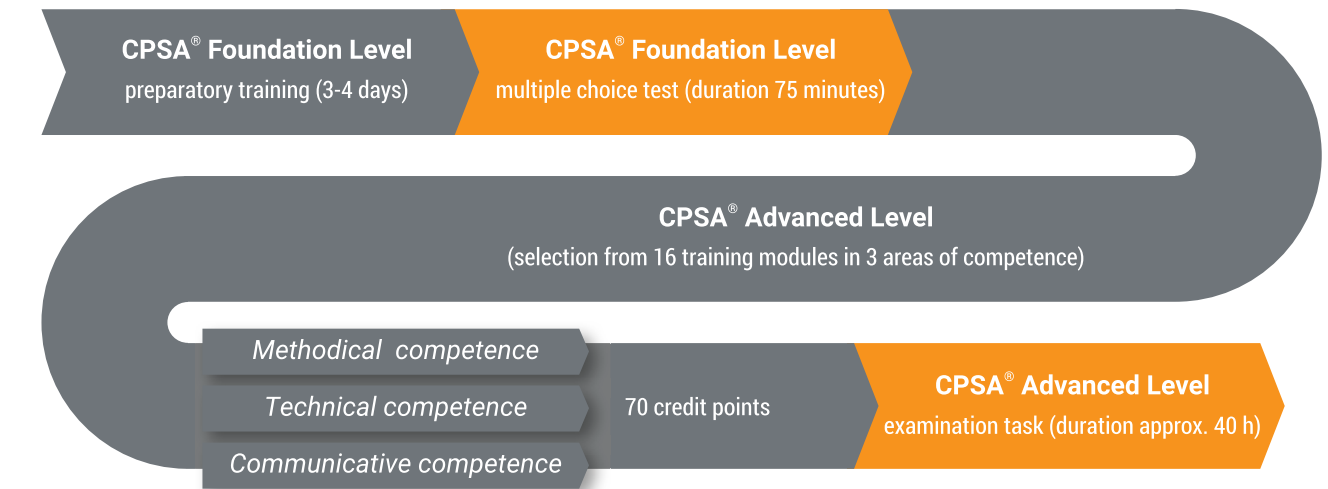 CPSA® Foundation Level
preparatory training (3-4 days)
CPSA® Foundation Level
multiple choice test (duration 75 minutes)
CPSA® Advanced Level
(selection from 16 training modules in 3 areas of competence)
Methodical competence
Technical competence
Communicative competence
70 credit points
CPSA® Advanced Level
examination task (duration approx. 40 h)